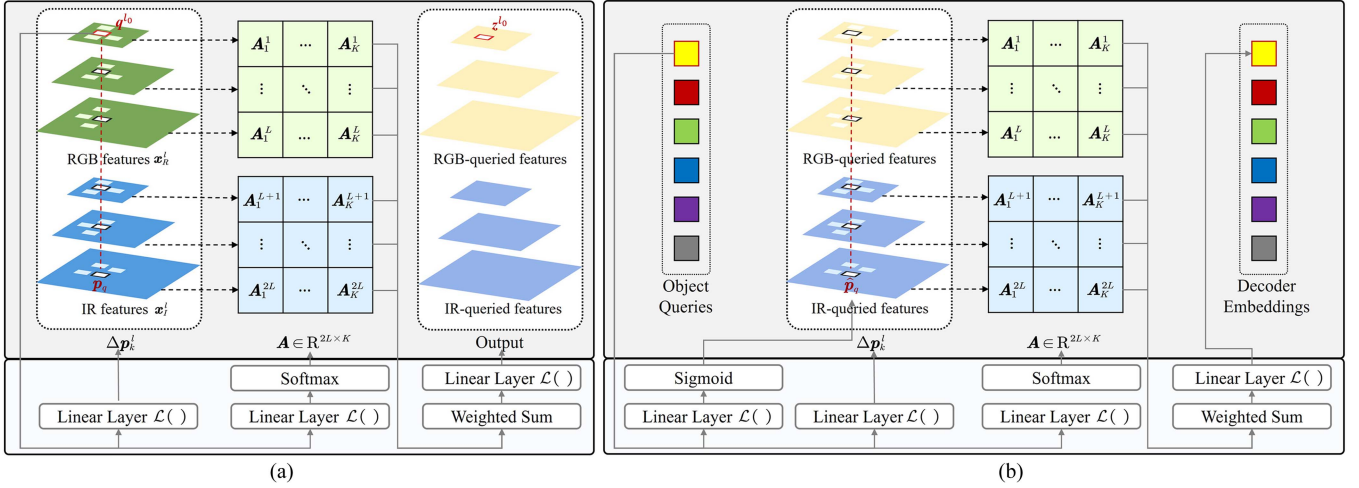 q^{l_0}
A_1^1 ... A_K^1
⋮ ⋱ ⋮
A_1^L ... A_K^L
RGB features x_R^l
A_1^{L+1} ... A_K^{L+1}
⋮ ⋱ ⋮
A_1^{2L} ... A_K^{2L}
p_q
IR features x_I^l
z^{l_0}
RGB-queried features
IR-queried features
Δp_k^l
A ∈ R^{2L×K}
Output
Softmax
Linear Layer ℒ( )
Linear Layer ℒ( )
Linear Layer ℒ( )
Weighted Sum
(a)
Object
Queries
RGB-queried features
p̂_q
IR-queried features
A_1^1 ... A_K^1
⋮ ⋱ ⋮
A_1^L ... A_K^L
A_1^{L+1} ... A_K^{L+1}
⋮ ⋱ ⋮
A_1^{2L} ... A_K^{2L}
Decoder
Embeddings
Δp_k^l
A ∈ R^{2L×K}
Sigmoid
Softmax
Linear Layer ℒ( )
Linear Layer ℒ( )
Linear Layer ℒ( )
Linear Layer ℒ( )
Weighted Sum
(b)